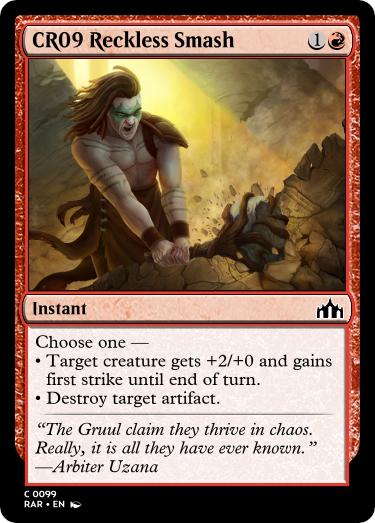 CR09 Reckless Smash 1
Instant
Choose one —
• Target creature gets +2/+0 and gains
first strike until end of turn.
• Destroy target artifact.
“The Gruul claim they thrive in chaos.
Really, it is all they have ever known.”
—Arbiter Uzana
C 0099
RAR • EN